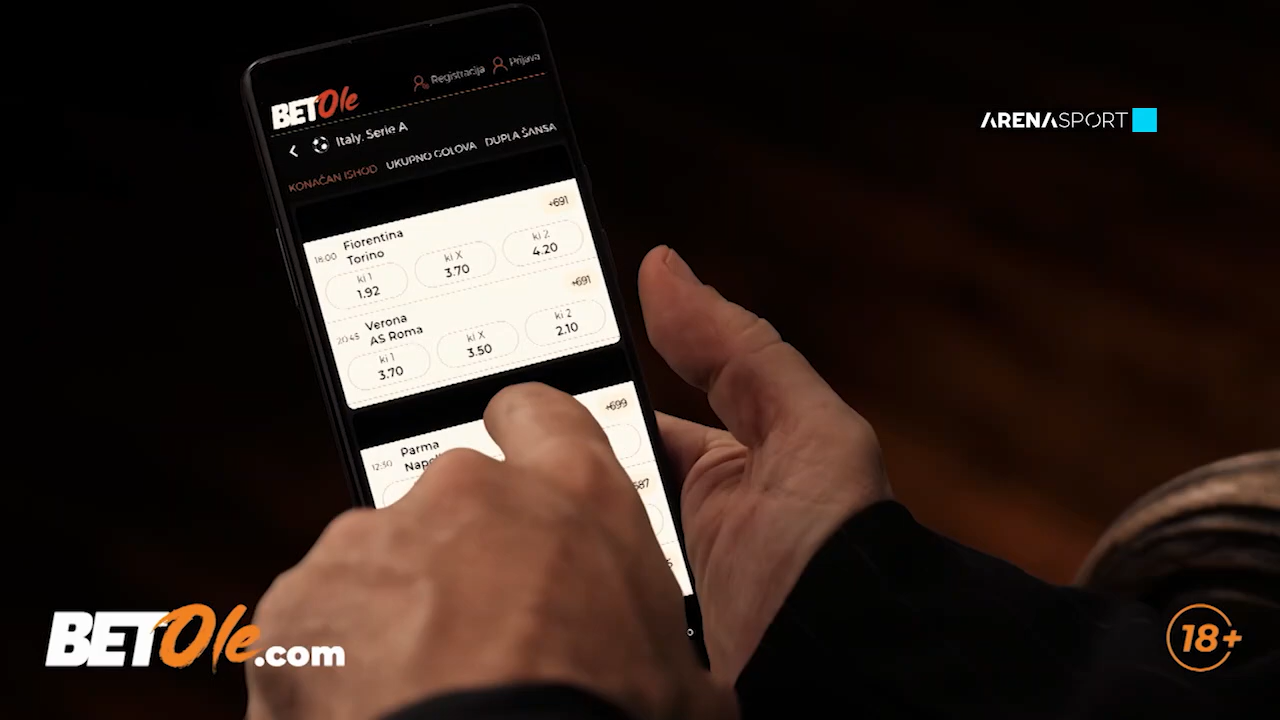 BETOle
Registracija
Prijava
Italy. Serie A
KONAČAN ISHOD
UKUPNO GOLOVA
DUPLA ŠANSA
+691
18:00
Fiorentina
Torino
ki 1
1.92
ki X
3.70
ki 2
4.20
+691
20:45
Verona
AS Roma
ki 1
3.70
ki X
3.50
ki 2
2.10
+699
12:30
Parma
ARENASPORT
BETOle.com
18+